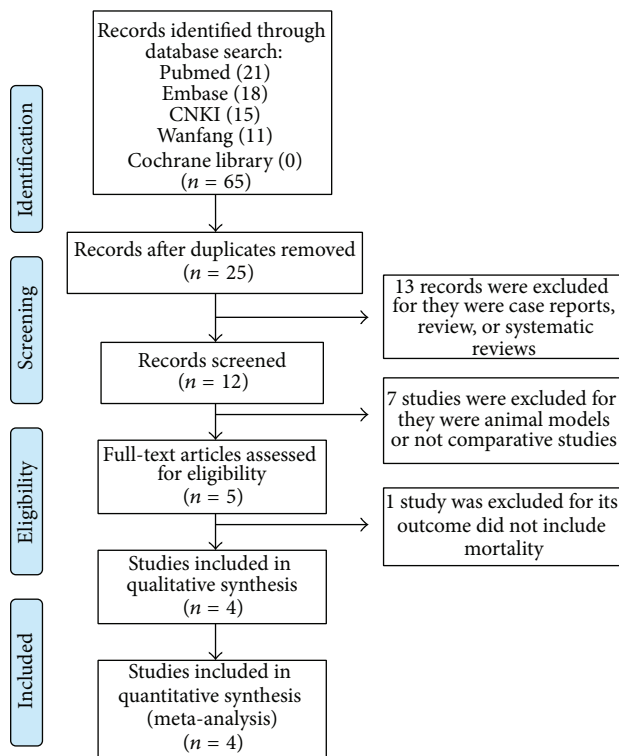 Identification
Records identified through
database search:
Pubmed (21)
Embase (18)
CNKI (15)
Wanfang (11)
Cochrane library (0)
(n = 65)
Records after duplicates removed
(n = 25)
Screening
13 records were excluded
for they were case reports,
review, or systematic
reviews
Records screened
(n = 12)
7 studies were excluded for
they were animal models
or not comparative studies
Eligibility
Full-text articles assessed
for eligibility
(n = 5)
1 study was excluded for its
outcome did not include
mortality
Studies included in
qualitative synthesis
(n = 4)
Included
Studies included in
quantitative synthesis
(meta-analysis)
(n = 4)